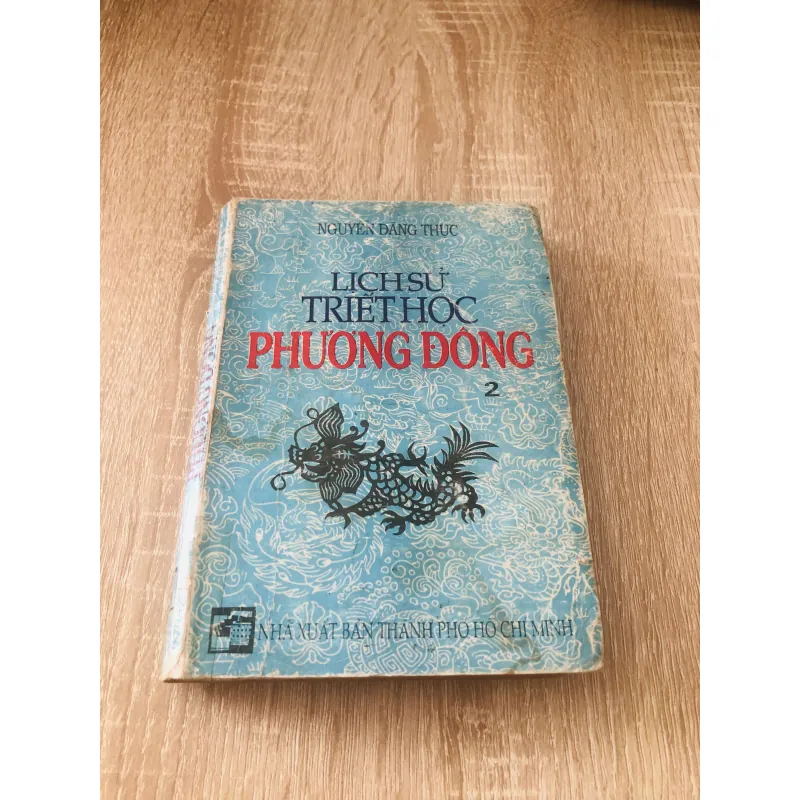 NGUYỄN ĐĂNG THỤC
LỊCH SỬ
TRIẾT HỌC
PHƯƠNG ĐÔNG
2
NHÀ XUẤT BẢN THÀNH PHỐ HỒ CHÍ MINH